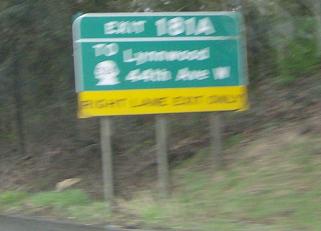 EXIT 181A
TO Lynnwood
44th Ave W
RIGHT LANE EXIT ONLY